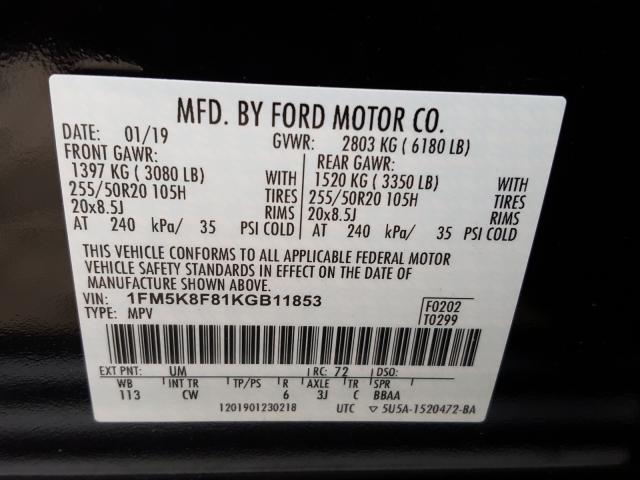 MFD. BY FORD MOTOR CO.
DATE: 01/19 GVWR: 2803 KG ( 6180 LB)
FRONT GAWR: REAR GAWR:
1397 KG ( 3080 LB) WITH 1520 KG ( 3350 LB) WITH
255/50R20 105H TIRES 255/50R20 105H TIRES
20x8.5J RIMS 20x8.5J RIMS
AT 240 kPa/ 35 PSI COLD AT 240 kPa/ 35 PSI COLD
THIS VEHICLE CONFORMS TO ALL APPLICABLE FEDERAL MOTOR
VEHICLE SAFETY STANDARDS IN EFFECT ON THE DATE OF
MANUFACTURE SHOWN ABOVE.
VIN: 1FM5K8F81KGB11853 F0202
TYPE: MPV T0299
EXT PNT: UM RC: 72 DSO:
WB INT TR TP/PS R AXLE TR SPR
113 CW 6 3J C BBAA
1201901230218 UTC ▽ 5U5A-1520472-BA